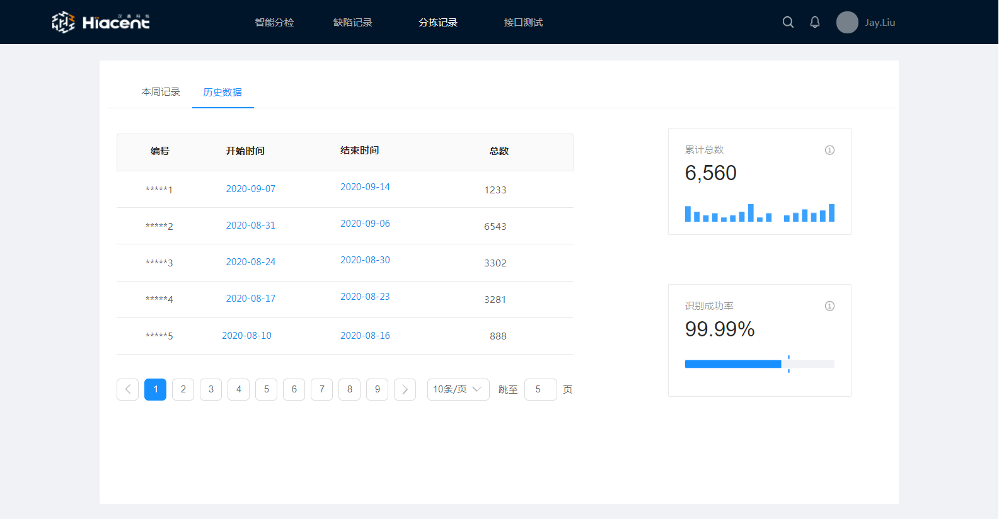 汉鑫科技
Hiacent
智能分检 缺陷记录 分拣记录 接口测试
Jay.Liu
本周记录 历史数据
编号 开始时间 结束时间 总数
*****1 2020-09-07 2020-09-14 1233
*****2 2020-08-31 2020-09-06 6543
*****3 2020-08-24 2020-08-30 3302
*****4 2020-08-17 2020-08-23 3281
*****5 2020-08-10 2020-08-16 888
1 2 3 4 5 6 7 8 9 10条/页 跳至 5 页
累计总数
6,560
识别成功率
99.99%